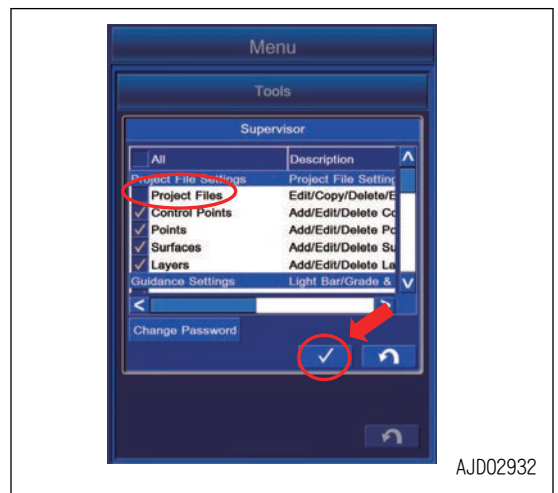 Menu
Tools
Supervisor
All Description
Project File Settings Project File Setting
Project Files Edit/Copy/Delete/E
Control Points Add/Edit/Delete Co
Points Add/Edit/Delete Po
Surfaces Add/Edit/Delete Su
Layers Add/Edit/Delete La
Guidance Settings Light Bar/Grade &
Change Password
AJD02932